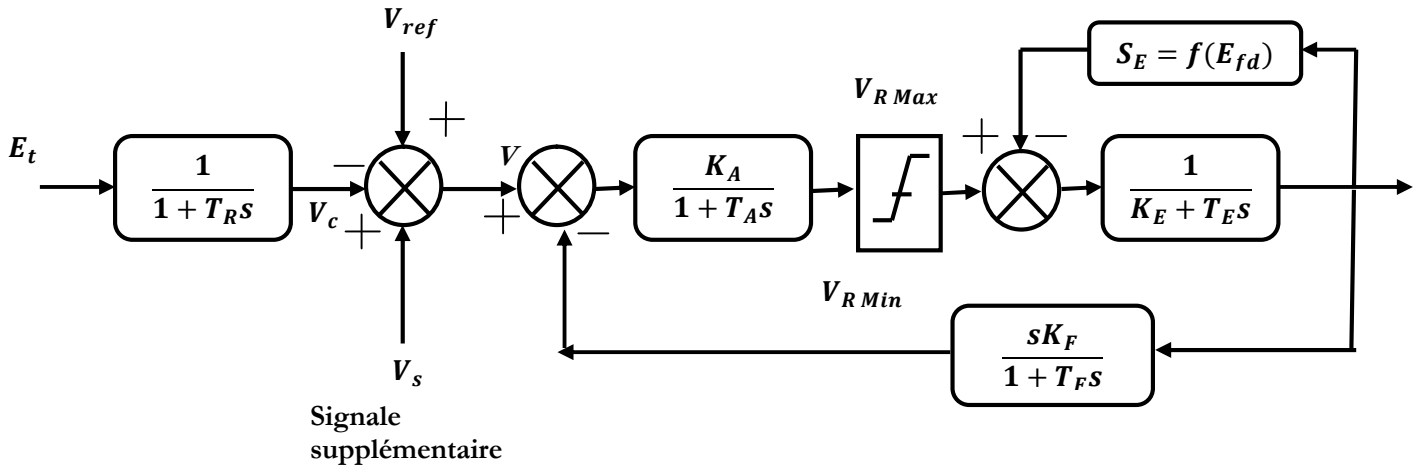 V_ref
S_E = f(E_fd)
V_R Max
E_t
1
1 + T_R s
−
+
V_c
+
V
+
−
K_A
1 + T_A s
+
−
1
K_E + T_E s
V_R Min
sK_F
1 + T_F s
V_s
Signale
supplémentaire